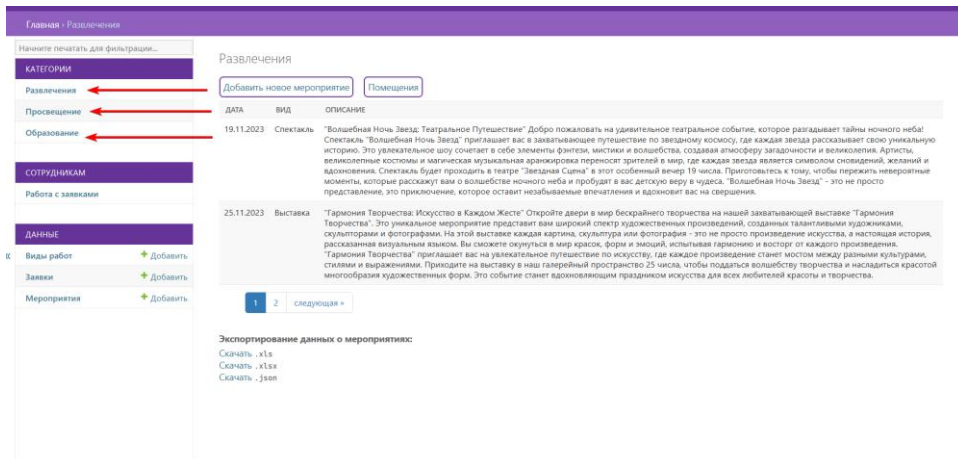 Главная › Развлечения
Начните печатать для фильтрации...
КАТЕГОРИИ
Развлечения
Просвещение
Образование
СОТРУДНИКАМ
Работа с заявками
ДАННЫЕ
«
Виды работ + Добавить
Заявки + Добавить
Мероприятия + Добавить
Развлечения
Добавить новое мероприятие Помещения
ДАТА ВИД ОПИСАНИЕ
19.11.2023 Спектакль "Волшебная Ночь Звезд: Театральное Путешествие" Добро пожаловать на удивительное театральное событие, которое разгадывает тайны ночного неба!
Спектакль "Волшебная Ночь Звезд" приглашает вас в захватывающее путешествие по звездному космосу, где каждая звезда рассказывает свою уникальную
историю. Это увлекательное шоу сочетает в себе элементы фэнтези, мистики и волшебства, создавая атмосферу загадочности и великолепия. Артисты,
великолепные костюмы и магическая музыкальная аранжировка переносят зрителей в мир, где каждая звезда является символом сновидений, желаний и
вдохновения. Спектакль будет проходить в театре "Звездная Сцена" в этот особенный вечер 19 числа. Приготовьтесь к тому, чтобы пережить невероятные
моменты, которые расскажут вам о волшебстве ночного неба и пробудят в вас детскую веру в чудеса. "Волшебная Ночь Звезд" - это не просто
представление, это приключение, которое оставит незабываемые впечатления и вдохновит вас на свершения.
25.11.2023 Выставка "Гармония Творчества: Искусство в Каждом Жесте" Откройте двери в мир бескрайнего творчества на нашей захватывающей выставке "Гармония
Творчества". Это уникальное мероприятие представит вам широкий спектр художественных произведений, созданных талантливыми художниками,
скульпторами и фотографами. На этой выставке каждая картина, скульптура или фотография - это не просто произведение искусства, а настоящая история,
рассказанная визуальным языком. Вы сможете окунуться в мир красок, форм и эмоций, испытывая гармонию и восторг от каждого произведения.
"Гармония Творчества" приглашает вас на увлекательное путешествие по искусству, где каждое произведение станет мостом между разными культурами,
стилями и выражениями. Приходите на выставку в наш галерейный пространство 25 числа, чтобы поддаться волшебству творчества и насладиться красотой
многообразия художественных форм. Это событие станет вдохновляющим праздником искусства для всех любителей красоты и творчества.
1 2 следующая »
Экспортирование данных о мероприятиях:
Скачать .xls
Скачать .xlsx
Скачать .json